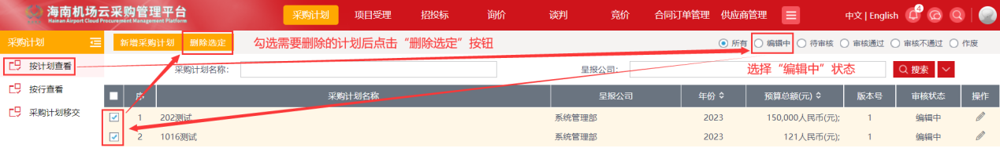 海南机场云采购管理平台 采购计划 项目受理 招投标 询价 谈判 竞价 合同订单管理 供应商管理 中文 | English 4
Hainan Airport Cloud Procurement Management Platform
采购计划 新增采购计划 删除选定 勾选需要删除的计划后点击“删除选定”按钮 所有 编辑中 待审核 审核通过 审核不通过 作废
按计划查看 采购计划名称： 呈报公司： 选择“编辑中”状态 搜索
按行查看 序 采购计划名称 呈报公司 年份 预算总额(元) 版本号 审核状态 操作
采购计划移交 1 202测试 系统管理部 2023 150,000人民币(元); 1 编辑中
2 1016测试 系统管理部 2023 121人民币(元); 1 编辑中